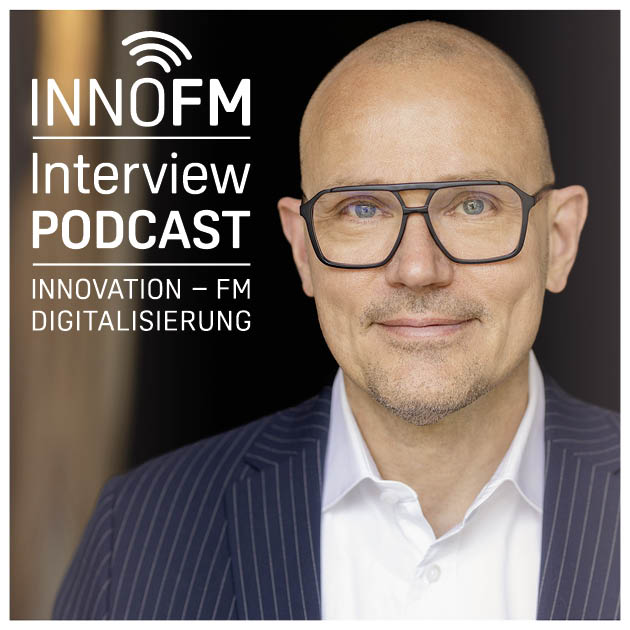 INNOFM
Interview
PODCAST
INNOVATION – FM
DIGITALISIERUNG